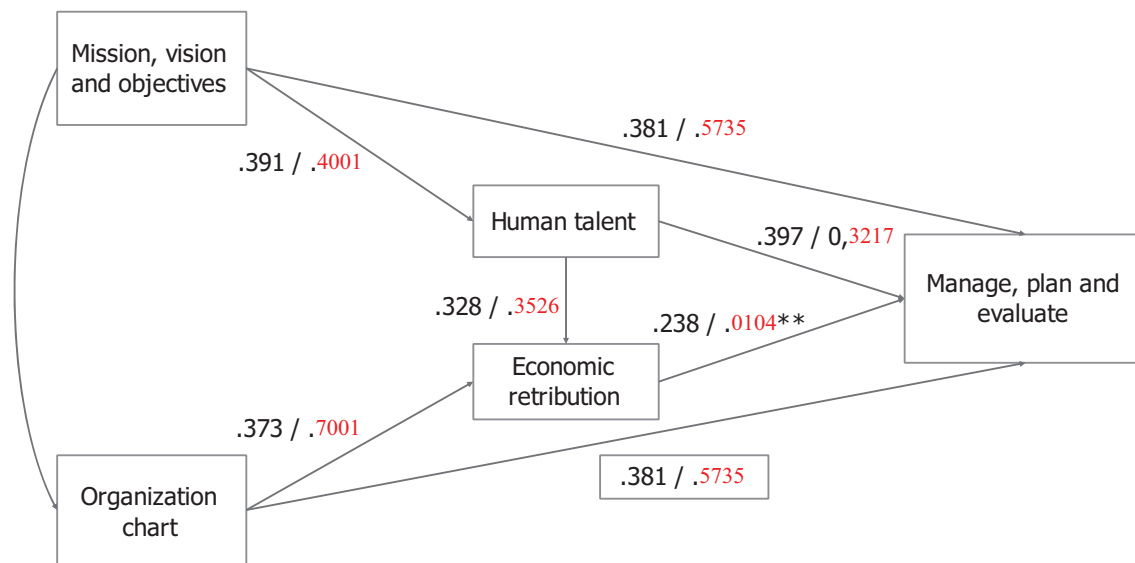 Mission, vision
and objectives
.381 / .5735
.391 / .4001
Human talent
.397 / 0,3217
Manage, plan and
evaluate
.328 / .3526
.238 / .0104**
Economic
retribution
.373 / .7001
.381 / .5735
Organization
chart